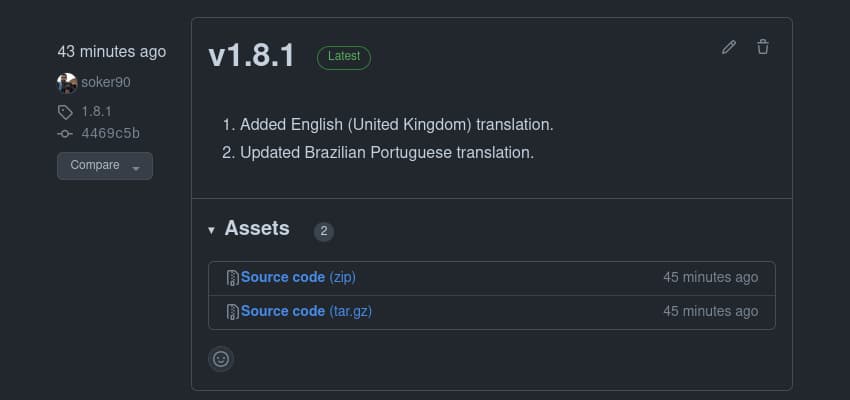 43 minutes ago
soker90
1.8.1
4469c5b
Compare
v1.8.1 Latest
1. Added English (United Kingdom) translation.
2. Updated Brazilian Portuguese translation.
Assets 2
Source code (zip) 45 minutes ago
Source code (tar.gz) 45 minutes ago